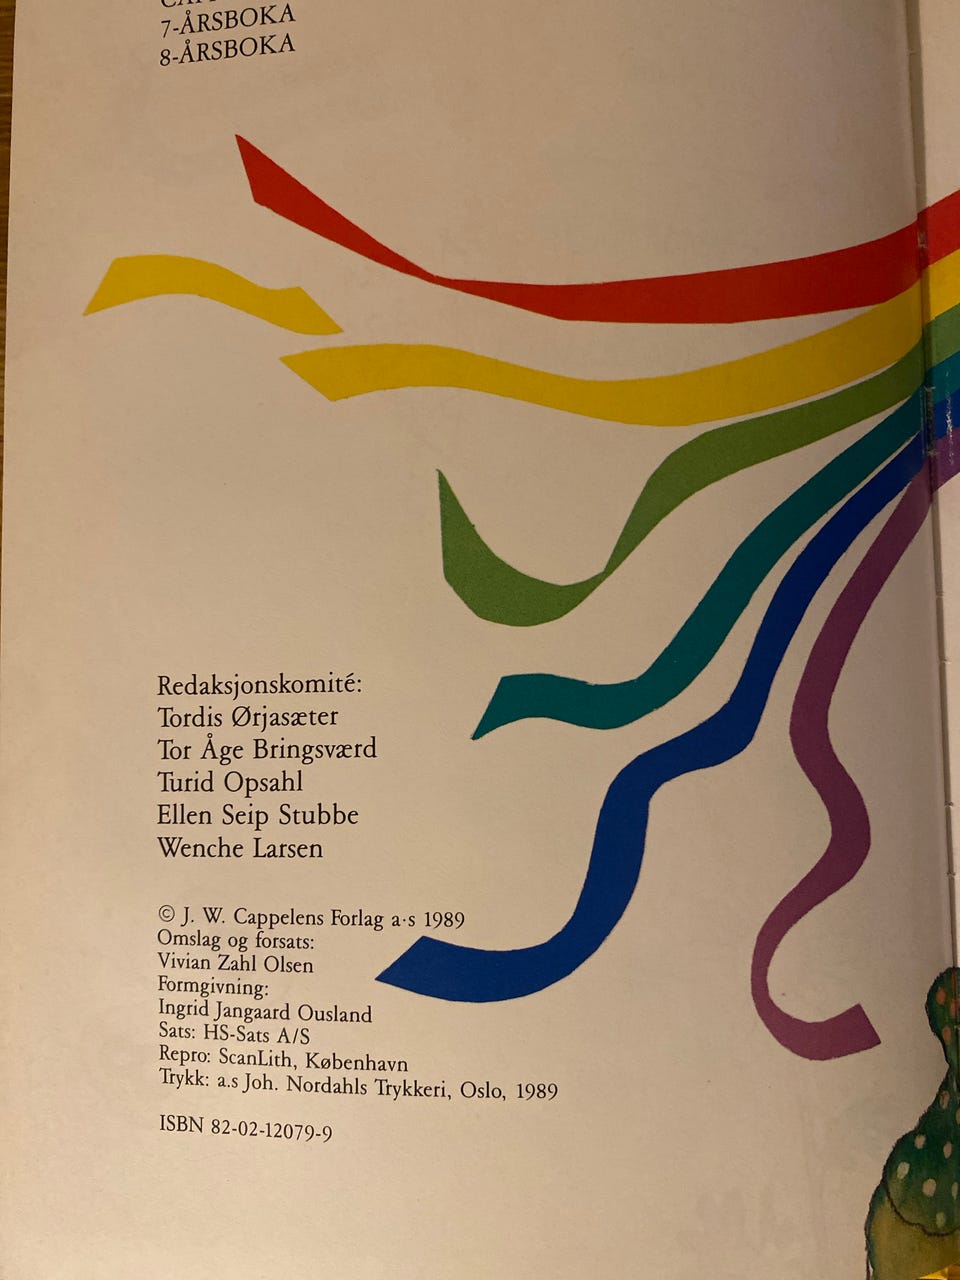 7-ÅRSBOKA
8-ÅRSBOKA
Redaksjonskomité:
Tordis Ørjasæter
Tor Åge Bringsværd
Turid Opsahl
Ellen Seip Stubbe
Wenche Larsen
© J. W. Cappelens Forlag a·s 1989
Omslag og forsats:
Vivian Zahl Olsen
Formgivning:
Ingrid Jangaard Ousland
Sats: HS-Sats A/S
Repro: ScanLith, København
Trykk: a.s Joh. Nordahls Trykkeri, Oslo, 1989
ISBN 82-02-12079-9